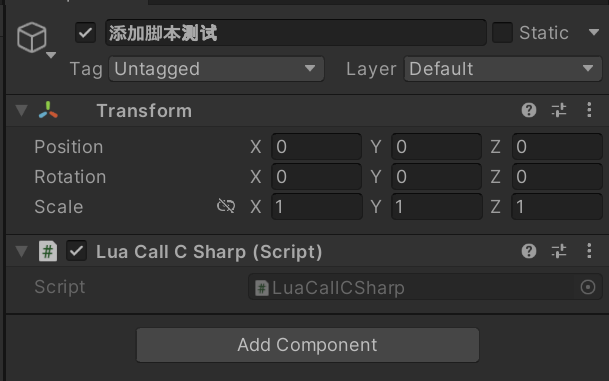 添加脚本测试
Static
Tag Untagged Layer Default
Transform
Position X 0 Y 0 Z 0
Rotation X 0 Y 0 Z 0
Scale X 1 Y 1 Z 1
# Lua Call C Sharp (Script)
Script # LuaCallCSharp
Add Component